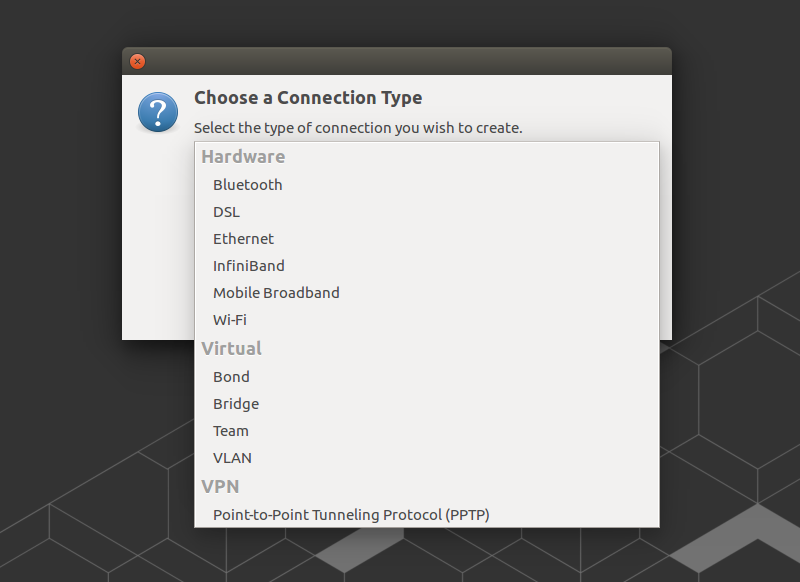 Choose a Connection Type
Select the type of connection you wish to create.
Hardware
Bluetooth
DSL
Ethernet
InfiniBand
Mobile Broadband
Wi-Fi
Virtual
Bond
Bridge
Team
VLAN
VPN
Point-to-Point Tunneling Protocol (PPTP)